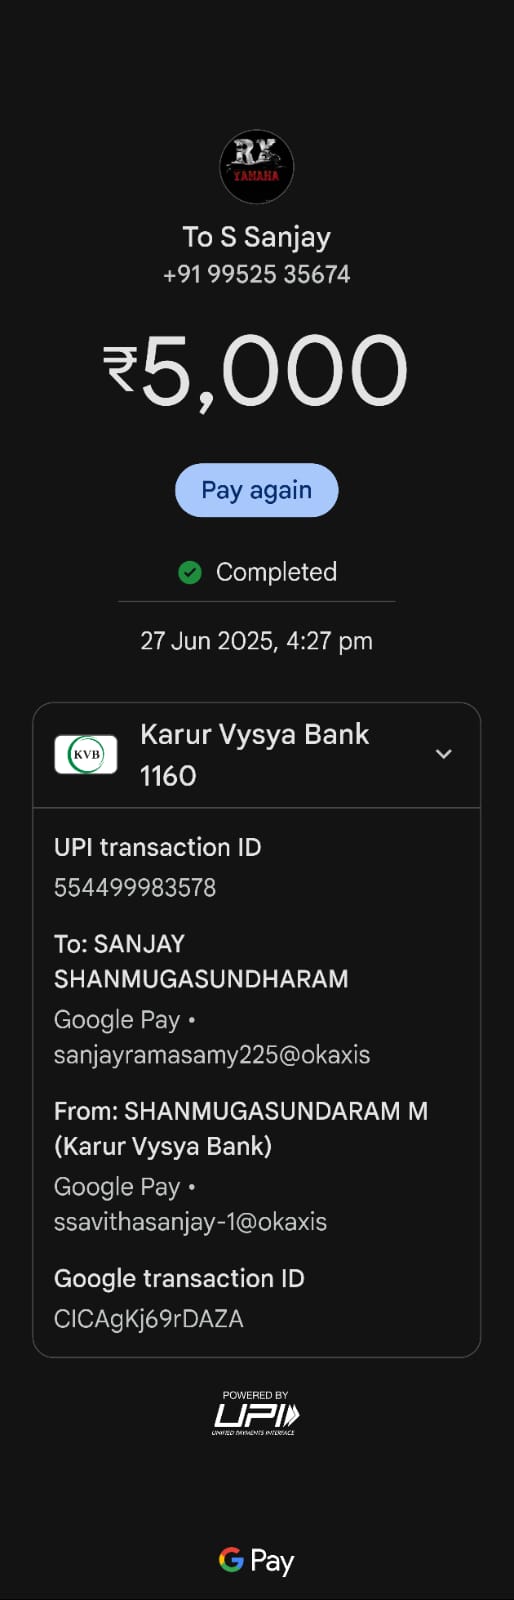 RX
YAMAHA
To S Sanjay
+91 99525 35674
₹5,000
Pay again
Completed
27 Jun 2025, 4:27 pm
KVB
Karur Vysya Bank
1160
UPI transaction ID
554499983578
To: SANJAY
SHANMUGASUNDHARAM
Google Pay •
sanjayramasamy225@okaxis
From: SHANMUGASUNDARAM M
(Karur Vysya Bank)
Google Pay •
ssavithasanjay-1@okaxis
Google transaction ID
CICAgKj69rDAZA
POWERED BY
UPI
UNIFIED PAYMENTS INTERFACE
G Pay